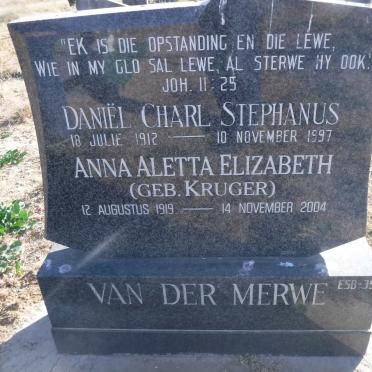 "EK IS DIE OPSTANDING EN DIE LEWE,
WIE IN MY GLO SAL LEWE, AL STERWE HY OOK."
JOH. 11 : 25
DANIËL CHARL STEPHANUS
18 JULIE 1912 — 10 NOVEMBER 1997
ANNA ALETTA ELIZABETH
(GEB. KRUGER)
12 AUGUSTUS 1919 — 14 NOVEMBER 2004
VAN DER MERWE